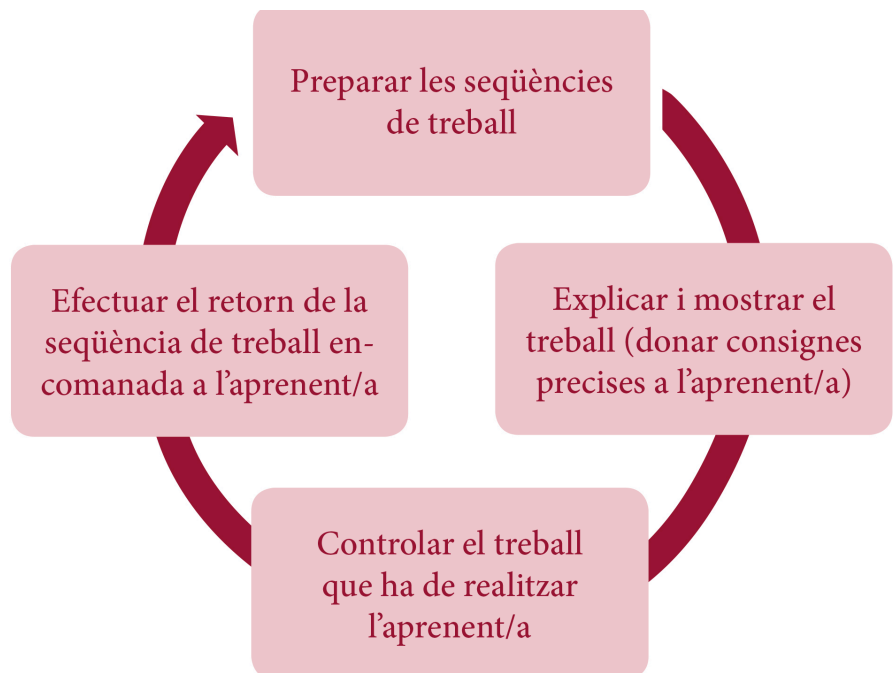 Preparar les seqüències
de treball
Explicar i mostrar el
treball (donar consignes
precises a l’aprenent/a)
Controlar el treball
que ha de realitzar
l’aprenent/a
Efectuar el retorn de la
seqüència de treball en-
comanada a l’aprenent/a